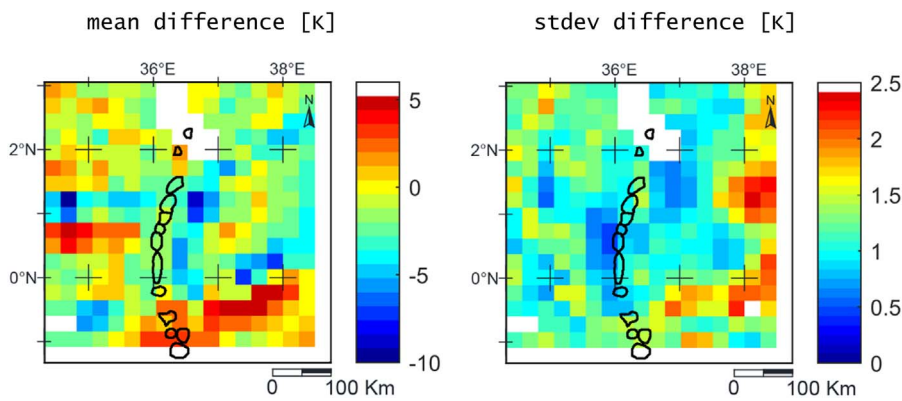 mean difference [K]
stdev difference [K]
36°E 38°E
36°E 38°E
N
N
5
2.5
2
2°N
2°N
0
1.5
1
-5
0°N
0°N
0.5
-10
0
0 100 Km
0 100 Km